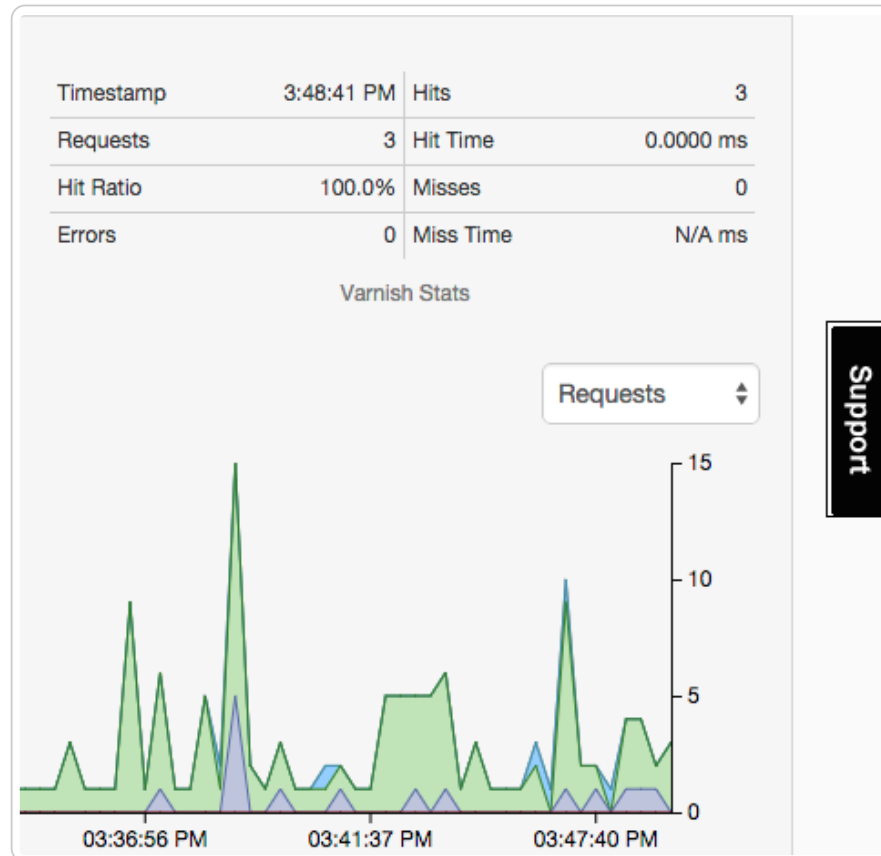 Timestamp 3:48:41 PM Hits 3
Requests 3 Hit Time 0.0000 ms
Hit Ratio 100.0% Misses 0
Errors 0 Miss Time N/A ms
Varnish Stats
Requests
Support
15
10
5
0
03:36:56 PM 03:41:37 PM 03:47:40 PM